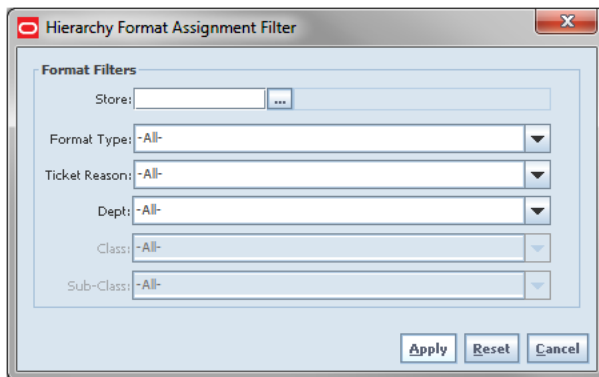 Hierarchy Format Assignment Filter
Format Filters
Store: ...
Format Type: -All-
Ticket Reason: -All-
Dept: -All-
Class: -All-
Sub-Class: -All-
Apply Reset Cancel